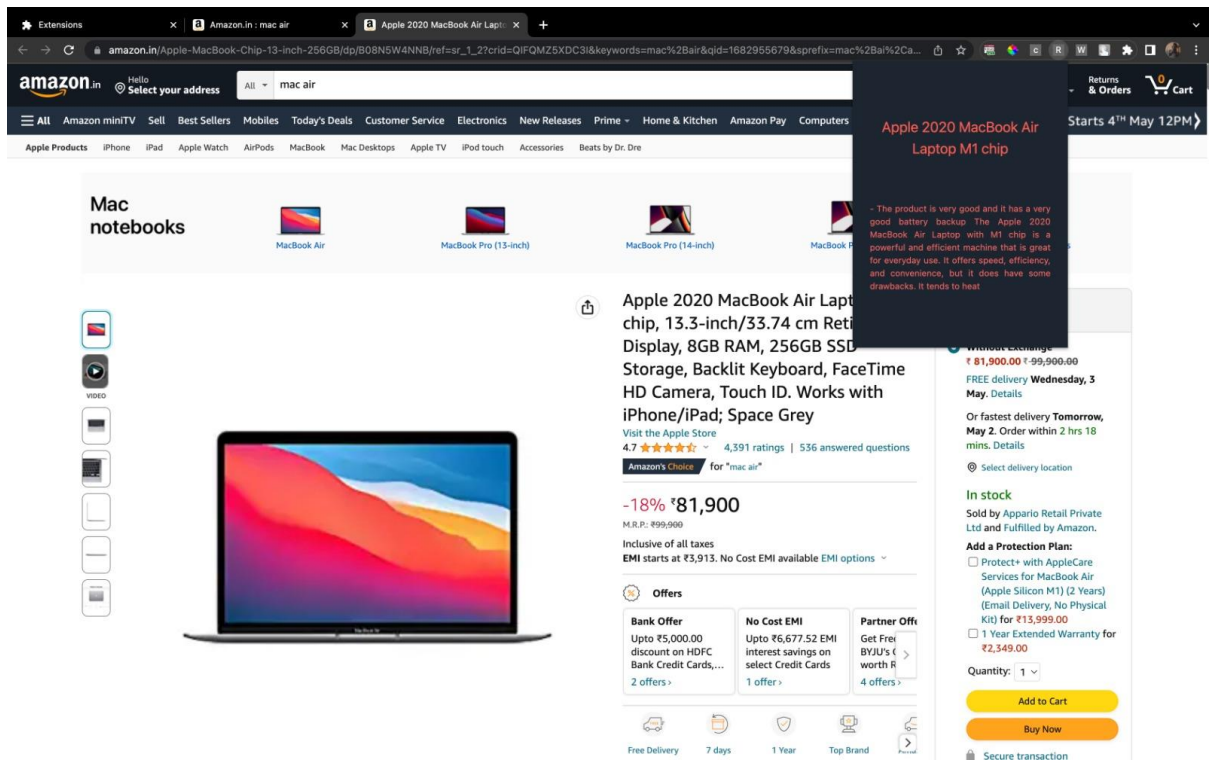 Extensions
Amazon.in : mac air
Apple 2020 MacBook Air Lapto
amazon.in/Apple-MacBook-Chip-13-inch-256GB/dp/B08N5W4NNB/ref=sr_1_2?crid=QIFQMZ5XDC3I&keywords=mac%2Bair&qid=1682955679&sprefix=mac%2Bai%2Ca...
amazon.in
Hello
Select your address
All
mac air
Returns
& Orders
0
Cart
All Amazon miniTV Sell Best Sellers Mobiles Today's Deals Customer Service Electronics New Releases Prime Home & Kitchen Amazon Pay Computers
Starts 4TH May 12PM
Apple Products iPhone iPad Apple Watch AirPods MacBook Mac Desktops Apple TV iPod touch Accessories Beats by Dr. Dre
Apple 2020 MacBook Air
Laptop M1 chip
- The product is very good and it has a very
good battery backup The Apple 2020
MacBook Air Laptop with M1 chip is a
powerful and efficient machine that is great
for everyday use. It offers speed, efficiency,
and convenience, but it does have some
drawbacks. It tends to heat
Mac
notebooks
MacBook Air
MacBook Pro (13-inch)
MacBook Pro (14-inch)
MacBook P
VIDEO
Apple 2020 MacBook Air Lapt
chip, 13.3-inch/33.74 cm Reti
Display, 8GB RAM, 256GB SSD
Storage, Backlit Keyboard, FaceTime
HD Camera, Touch ID. Works with
iPhone/iPad; Space Grey
Visit the Apple Store
4.7 4,391 ratings | 536 answered questions
Amazon's Choice for "mac air"
-18% ₹81,900
M.R.P.: ₹99,900
Inclusive of all taxes
EMI starts at ₹3,913. No Cost EMI available EMI options
Offers
Bank Offer
Upto ₹5,000.00
discount on HDFC
Bank Credit Cards,...
2 offers
No Cost EMI
Upto ₹6,677.52 EMI
interest savings on
select Credit Cards
1 offer
Partner Offe
Get Free
BYJU's
worth R
4 offers
Free Delivery
7 days
1 Year
Top Brand
Without Exchange
₹ 81,900.00 ₹ 99,900.00
FREE delivery Wednesday, 3
May. Details
Or fastest delivery Tomorrow,
May 2. Order within 2 hrs 18
mins. Details
Select delivery location
In stock
Sold by Appario Retail Private
Ltd and Fulfilled by Amazon.
Add a Protection Plan:
Protect+ with AppleCare
Services for MacBook Air
(Apple Silicon M1) (2 Years)
(Email Delivery, No Physical
Kit) for ₹13,999.00
1 Year Extended Warranty for
₹2,349.00
Quantity: 1
Add to Cart
Buy Now
Secure transaction